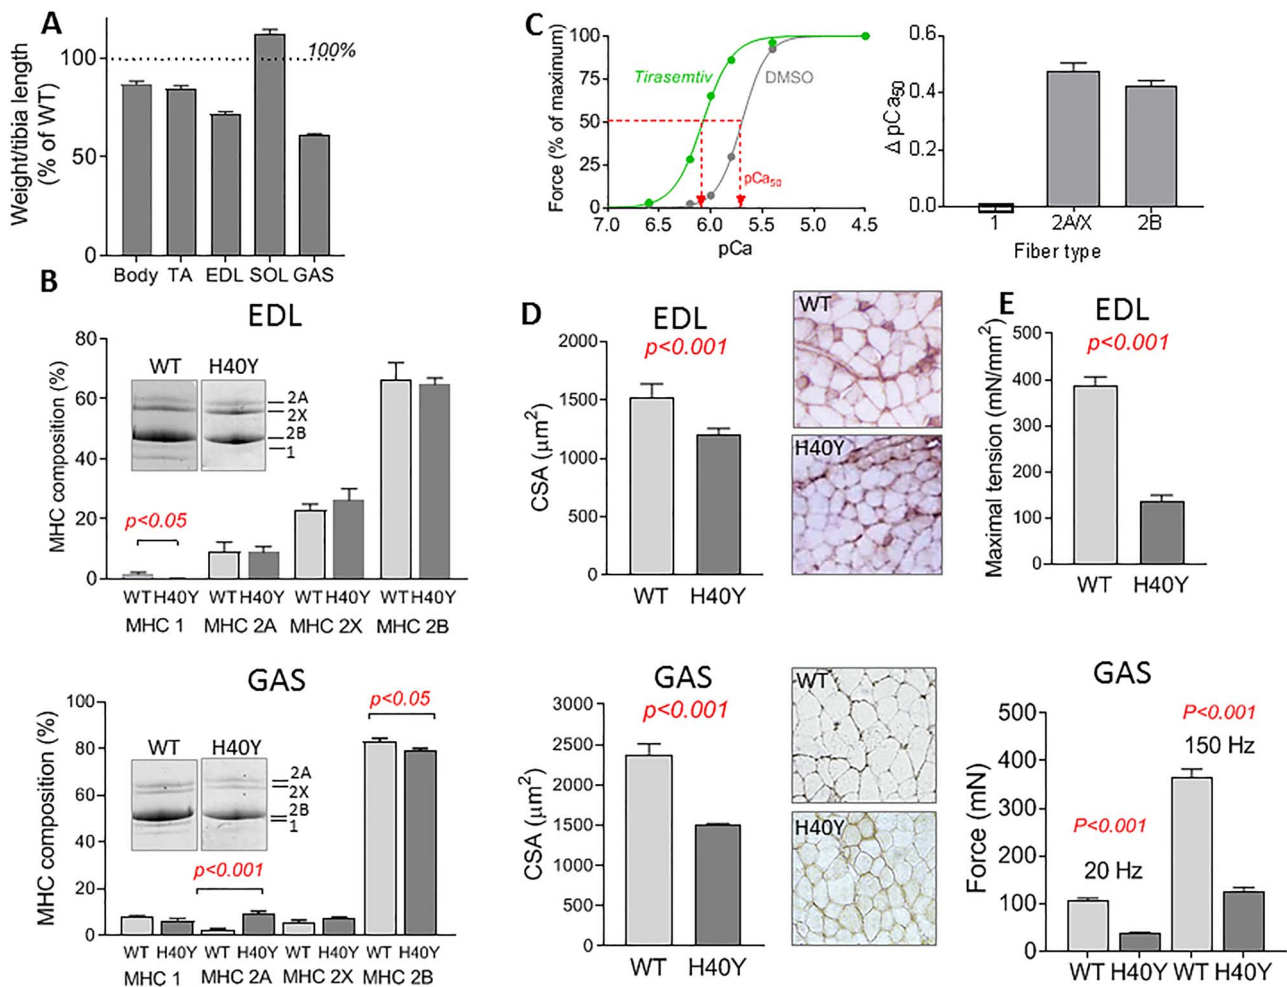 A
Weight/tibia length
(% of WT)
100
50
0
100%
Body TA EDL SOL GAS
C
Force (% of maximum)
100
75
50
25
0
Tirasemtiv
DMSO
pCa50
7.0 6.5 6.0 5.5 5.0 4.5
pCa
Δ pCa50
0.6
0.4
0.2
0.0
1 2A/X 2B
Fiber type
B
EDL
MHC composition (%)
80
60
40
20
0
WT H40Y
2A
2X
2B
1
p<0.05
WT H40Y WT H40Y WT H40Y WT H40Y
MHC 1 MHC 2A MHC 2X MHC 2B
GAS
MHC composition (%)
100
80
60
40
20
0
WT H40Y
2A
2X
2B
1
p<0.001
p<0.05
WT H40Y WT H40Y WT H40Y WT H40Y
MHC 1 MHC 2A MHC 2X MHC 2B
D
EDL
p<0.001
CSA (μm2)
2000
1500
1000
500
0
WT H40Y
WT
H40Y
GAS
p<0.001
CSA (μm2)
3000
2500
2000
1500
1000
500
0
WT H40Y
WT
H40Y
E
EDL
p<0.001
Maximal tension (mN/mm2)
500
400
300
200
100
0
WT H40Y
GAS
P<0.001
150 Hz
P<0.001
20 Hz
Force (mN)
500
400
300
200
100
0
WT H40Y WT H40Y